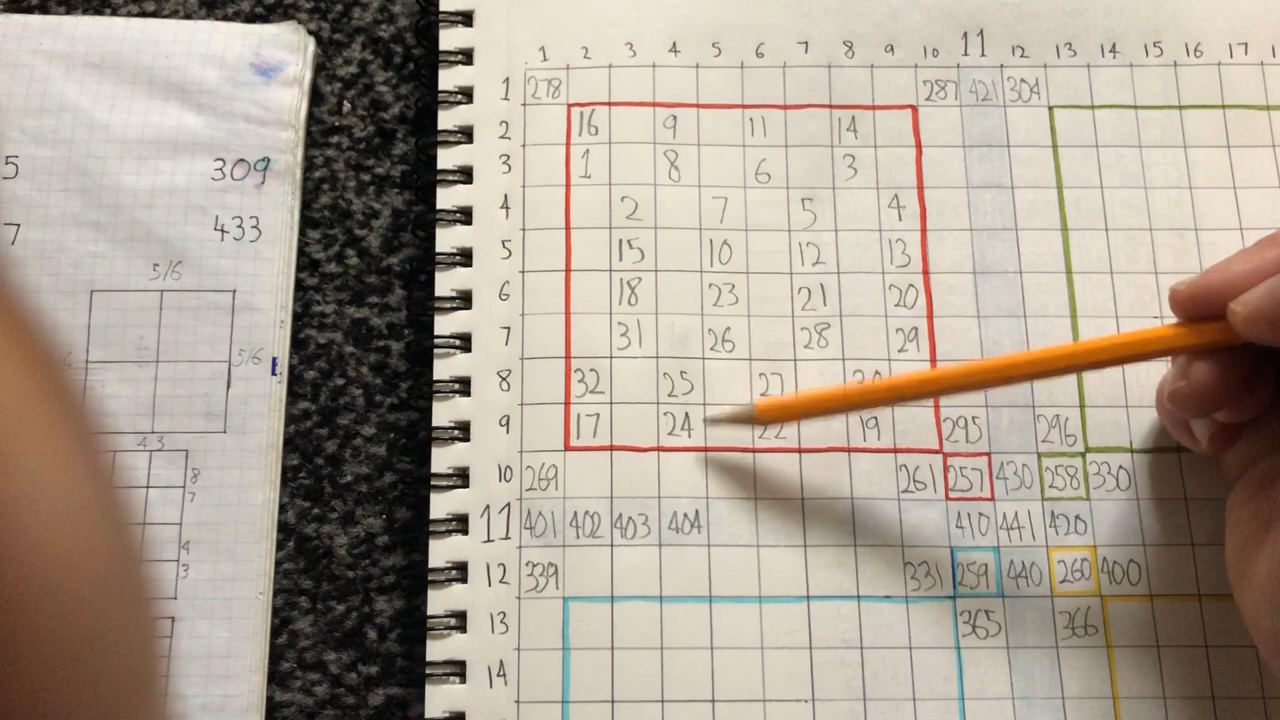 5 309
7 433
5/6
5/6
43
8
7
4
3
1 2 3 4 5 6 7 8 9 10 11 12 13 14 15 16 17
1 278 287 421 304
2 16 9 11 14
3 1 8 6 3
4 2 7 5 4
5 15 10 12 13
6 18 23 21 20
7 31 26 28 29
8 32 25 27
9 17 24 22 19 295 296
10 269 261 257 430 258 330
11 401 402 403 404 410 441 420
12 339 331 259 440 260 400
13 365 366
14